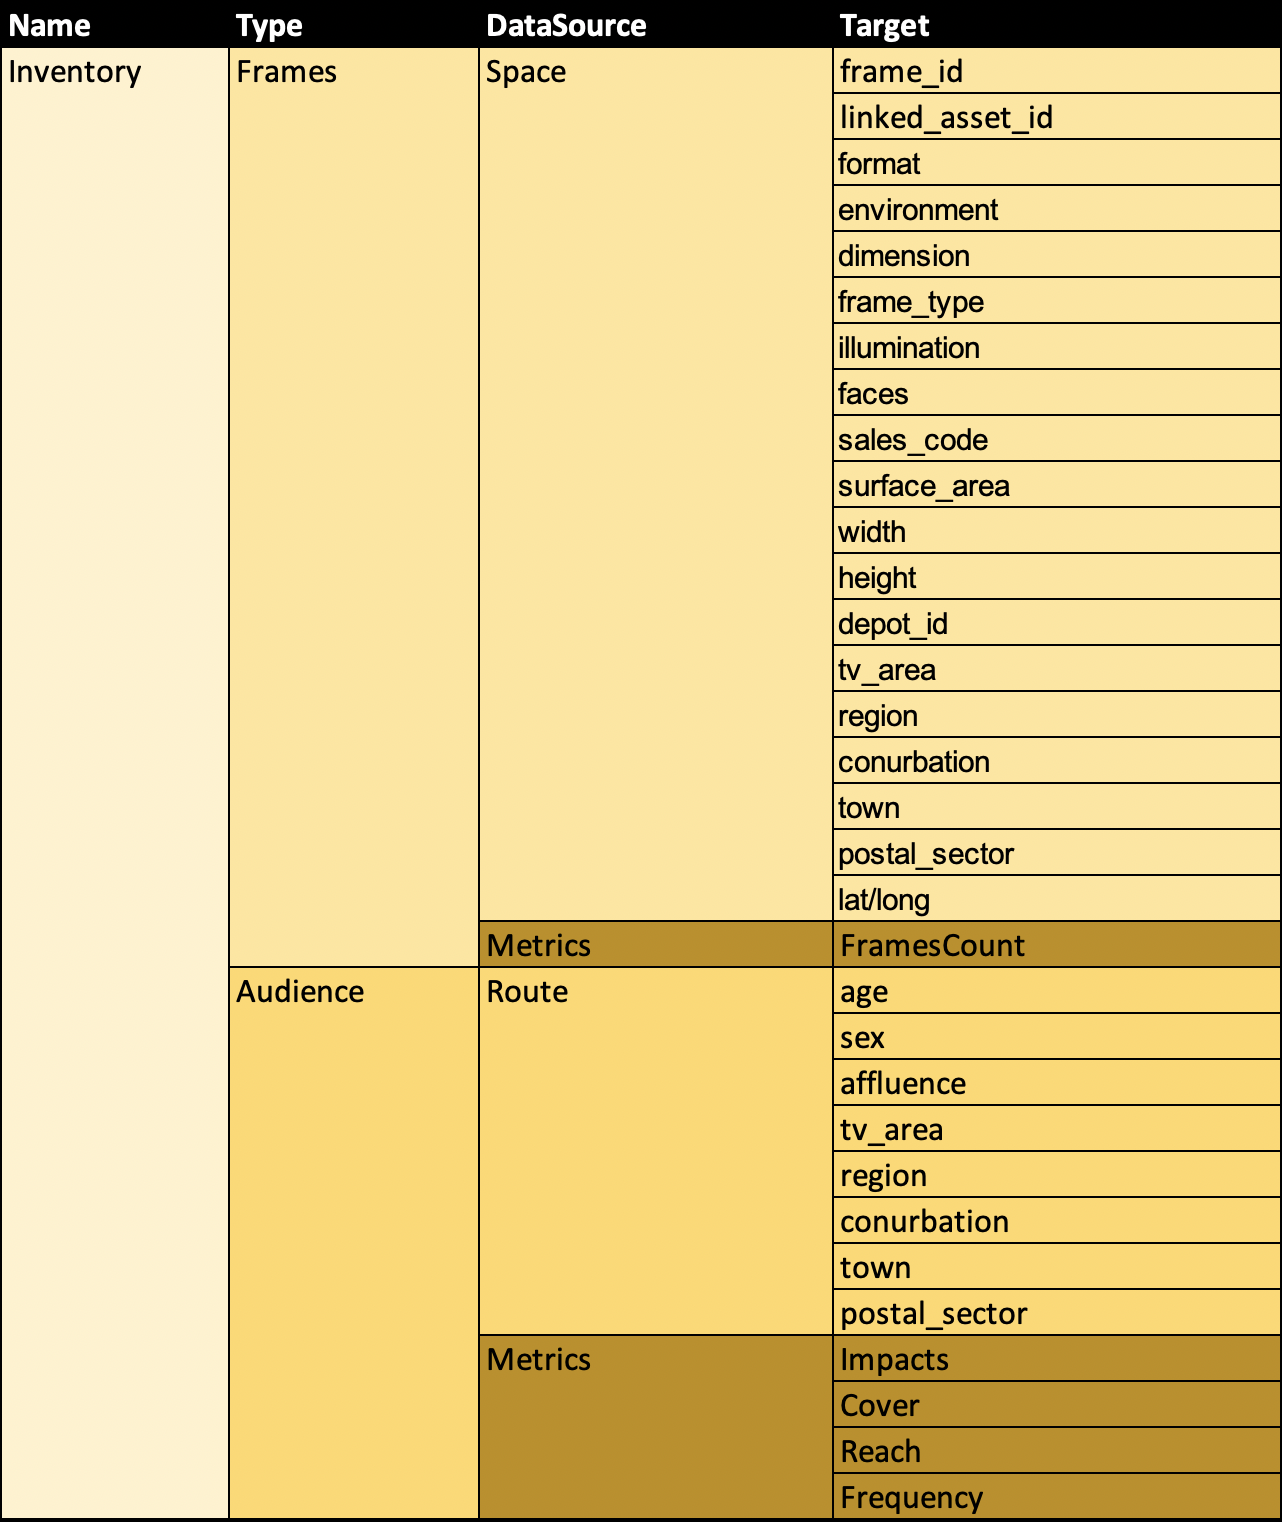 Name Type DataSource Target
Inventory Frames Space frame_id
linked_asset_id
format
environment
dimension
frame_type
illumination
faces
sales_code
surface_area
width
height
depot_id
tv_area
region
conurbation
town
postal_sector
lat/long
Metrics FramesCount
Audience Route age
sex
affluence
tv_area
region
conurbation
town
postal_sector
Metrics Impacts
Cover
Reach
Frequency